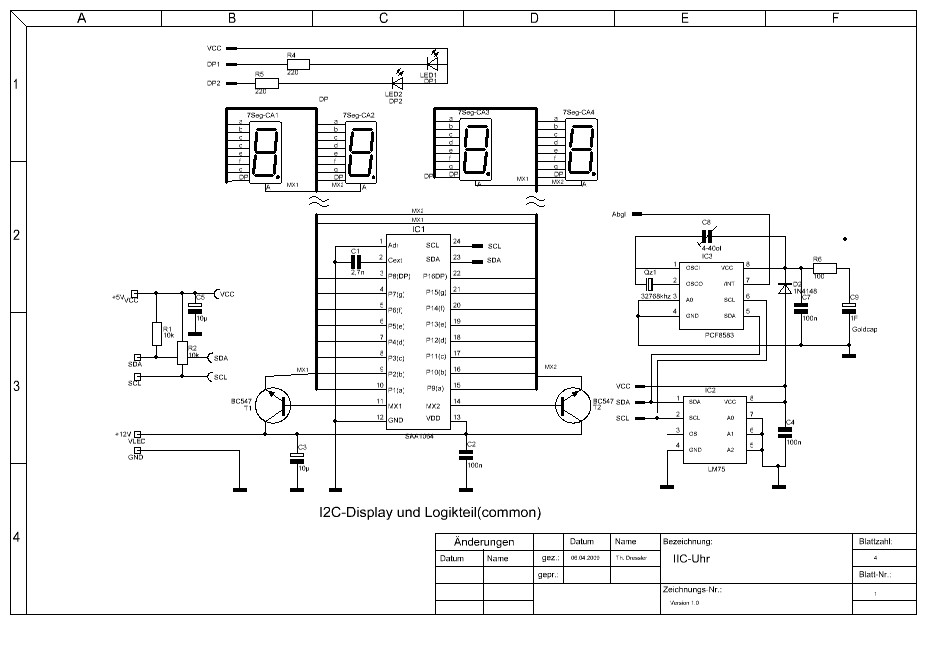 A B C D E F
1
2
3
4
VCC
DP1
DP2
R4
220
R5
220
LED1
DP1
LED2
DP2
DP
7Seg-CA1
7Seg-CA2
7Seg-CA3
7Seg-CA4
a
b
c
d
e
f
g
DP
A
MX1
a
b
c
d
e
f
g
DP
MX2
A
a
b
c
d
e
f
g
DP
DP
A
MX1
a
b
c
d
e
f
g
DP
MX2
A
MX2
MX1
IC1
1 Adr SCL 24 SCL
2 Cext SDA 23 SDA
3 P8(DP) P16(DP) 22
4 P7(g) P15(g) 21
5 P6(f) P14(f) 20
6 P5(e) P13(e) 19
7 P4(d) P12(d) 18
8 P3(c) P11(c) 17
9 P2(b) P10(b) 16
10 P1(a) P9(a) 15
11 MX1 MX2 14
12 GND VDD 13
SAA1064
C1
2,7n
MX1
MX2
BC547
T1
BC547
T2
+5V
VCC
C5
10µ
VCC
R1
10k
R2
10k
SDA
SDA
SCL
SCL
+12V
VLEC
GND
C3
10µ
C2
100n
Abgl
C8
4-40pf
IC3
1 OSCI VCC 8
2 OSCO /INT 7
3 A0 SCL 6
4 GND SDA 5
PCF8583
Qz1
32768khz
D2
1N4148
R6
100
C7
100n
C9
1F
Goldcap
VCC
SDA
SCL
IC2
1 SDA VCC 8
2 SCL A0 7
3 OS A1 6
4 GND A2 5
LM75
C4
100n
I2C-Display und Logikteil(common)
Änderungen Datum Name Bezeichnung: Blattzahl:
Datum Name gez.: 06.04.2009 Th. Dressler IIC-Uhr 4
gepr.: Blatt-Nr.:
Zeichnungs-Nr.: 1
Version 1.0